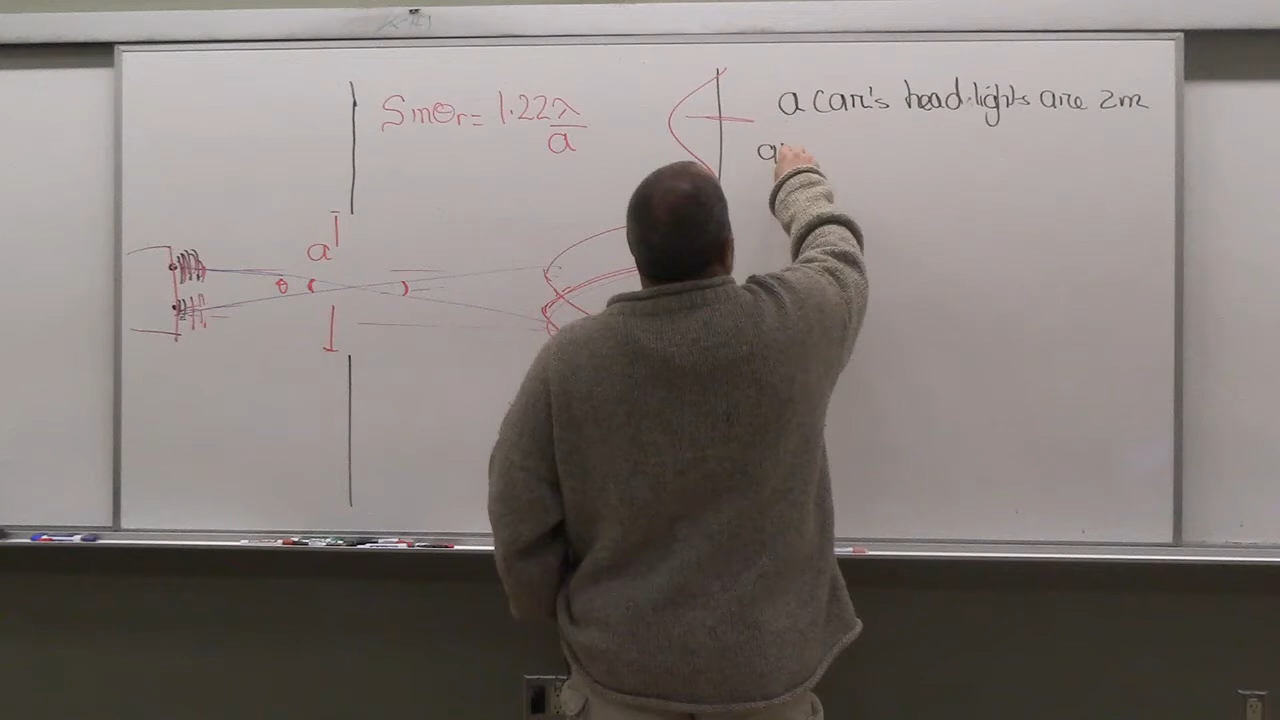 Sinθr = 1.22λ/a
a car's head lights are 2m
a
a
θ